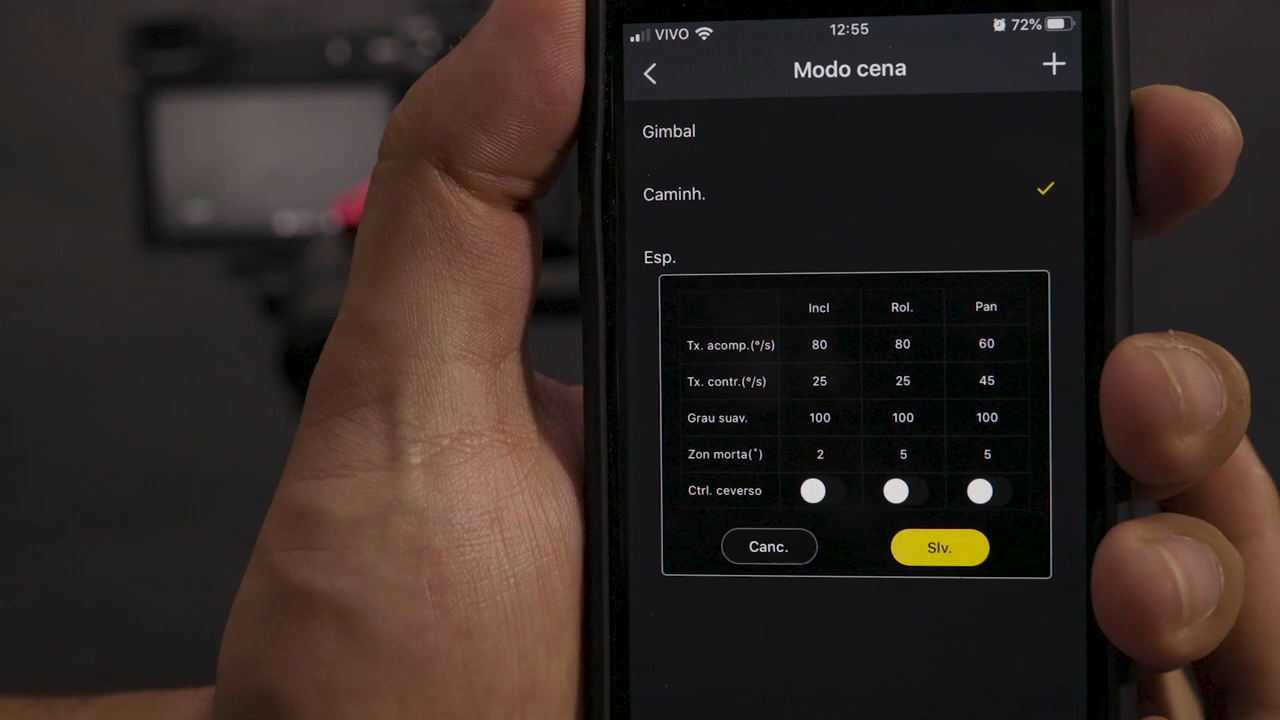 VIVO 12:55 72%
Modo cena +
Gimbal
Caminh.
Esp.
Incl Rol. Pan
Tx. acomp.(°/s) 80 80 60
Tx. contr.(°/s) 25 25 45
Grau suav. 100 100 100
Zon morta(°) 2 5 5
Ctrl. ceverso
Canc. Slv.